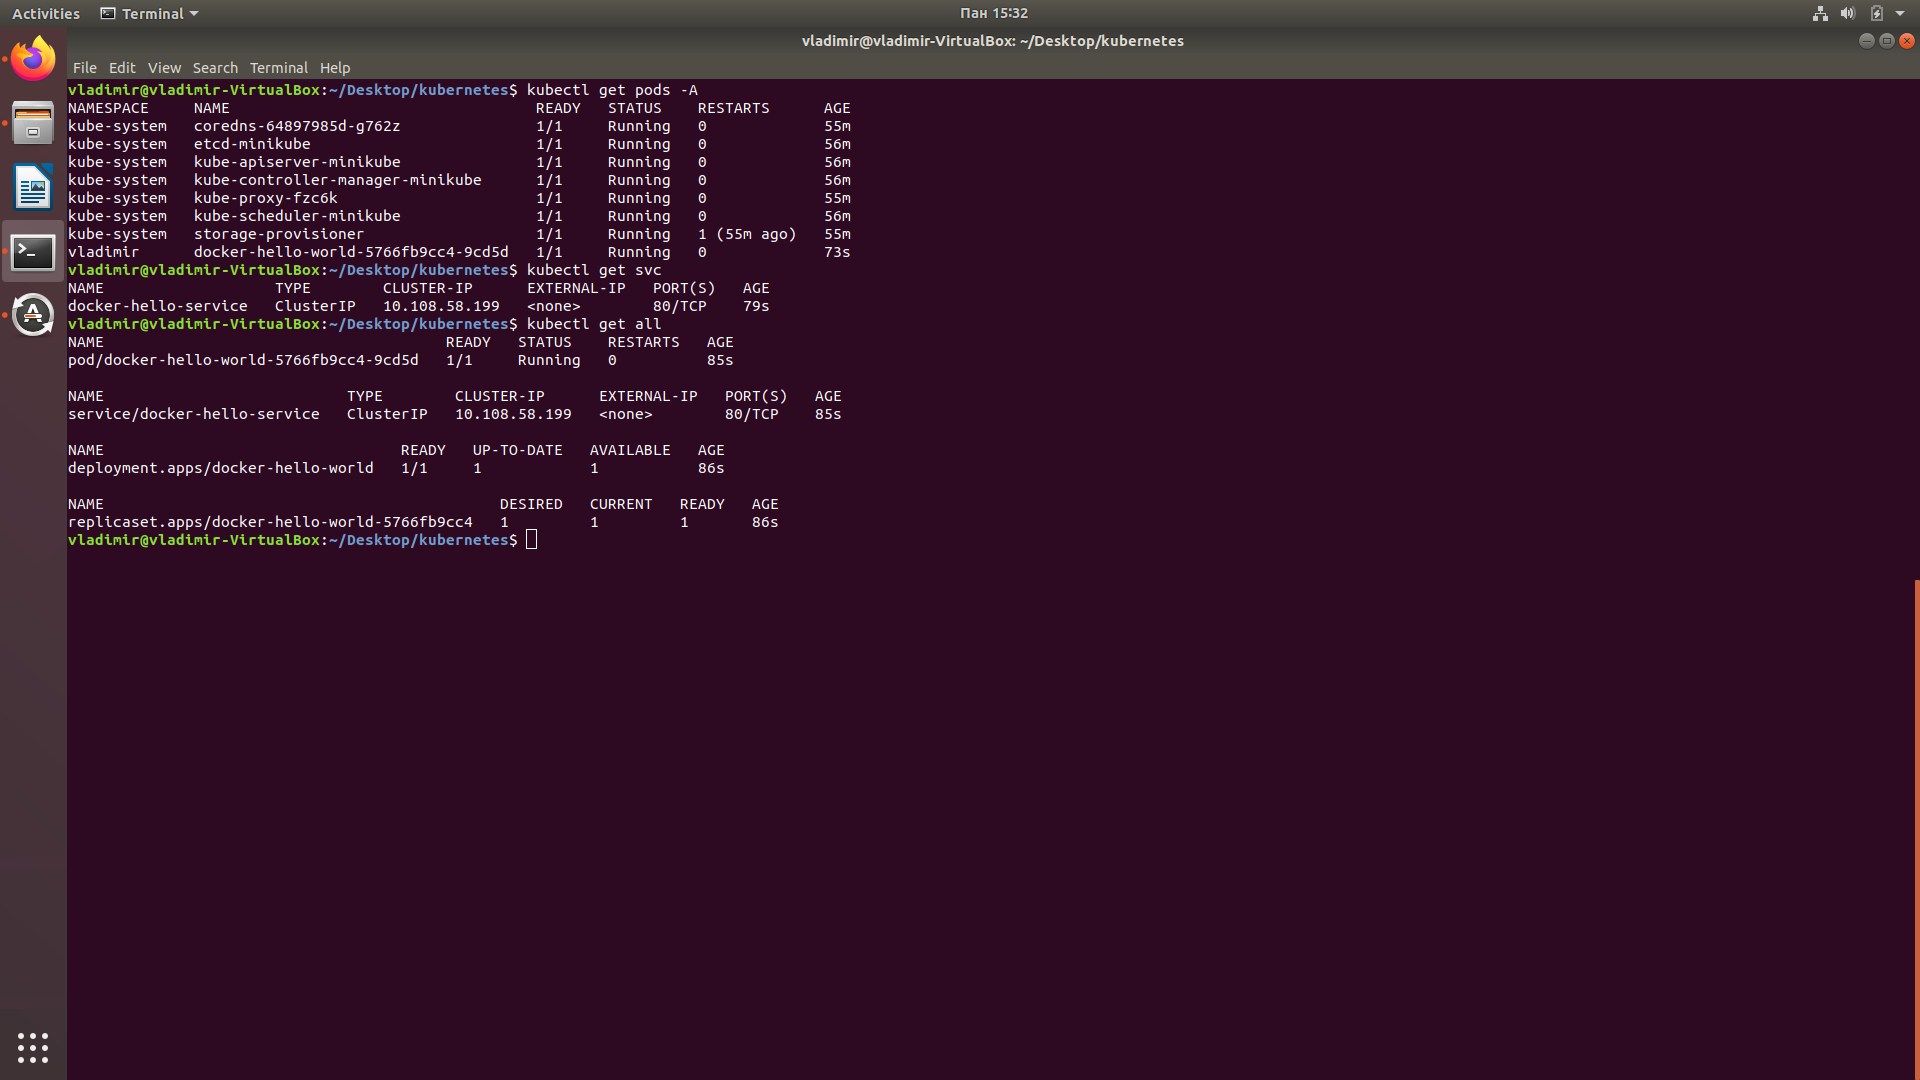 Activities Terminal Пан 15:32
vladimir@vladimir-VirtualBox: ~/Desktop/kubernetes
File Edit View Search Terminal Help
vladimir@vladimir-VirtualBox:~/Desktop/kubernetes$ kubectl get pods -A
NAMESPACE     NAME                                  READY   STATUS    RESTARTS      AGE
kube-system   coredns-64897985d-g762z               1/1     Running   0             55m
kube-system   etcd-minikube                         1/1     Running   0             56m
kube-system   kube-apiserver-minikube               1/1     Running   0             56m
kube-system   kube-controller-manager-minikube      1/1     Running   0             56m
kube-system   kube-proxy-fzc6k                      1/1     Running   0             55m
kube-system   kube-scheduler-minikube               1/1     Running   0             56m
kube-system   storage-provisioner                   1/1     Running   1 (55m ago)   55m
vladimir      docker-hello-world-5766fb9cc4-9cd5d   1/1     Running   0             73s
vladimir@vladimir-VirtualBox:~/Desktop/kubernetes$ kubectl get svc
NAME                   TYPE        CLUSTER-IP      EXTERNAL-IP   PORT(S)   AGE
docker-hello-service   ClusterIP   10.108.58.199   <none>        80/TCP    79s
vladimir@vladimir-VirtualBox:~/Desktop/kubernetes$ kubectl get all
NAME                                      READY   STATUS    RESTARTS   AGE
pod/docker-hello-world-5766fb9cc4-9cd5d   1/1     Running   0          85s
NAME                           TYPE        CLUSTER-IP      EXTERNAL-IP   PORT(S)   AGE
service/docker-hello-service   ClusterIP   10.108.58.199   <none>        80/TCP    85s
NAME                                 READY   UP-TO-DATE   AVAILABLE   AGE
deployment.apps/docker-hello-world   1/1     1            1           86s
NAME                                            DESIRED   CURRENT   READY   AGE
replicaset.apps/docker-hello-world-5766fb9cc4   1         1         1       86s
vladimir@vladimir-VirtualBox:~/Desktop/kubernetes$